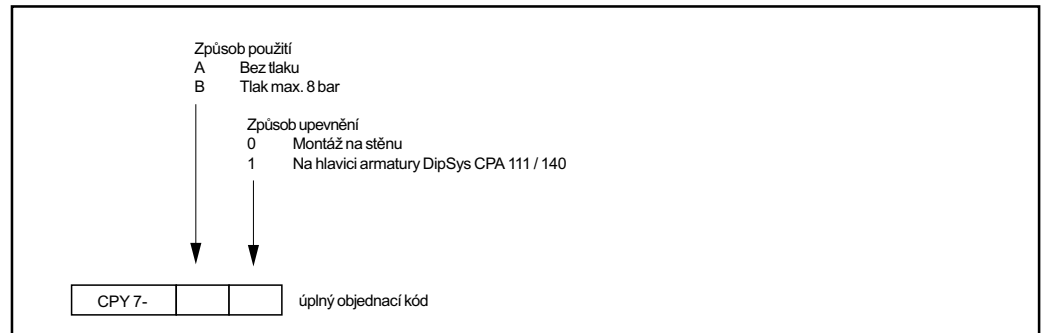 Způsob použití
A Bez tlaku
B Tlak max. 8 bar
Způsob upevnění
0 Montáž na stěnu
1 Na hlavici armatury DipSys CPA 111 / 140
CPY 7- úplný objednací kód